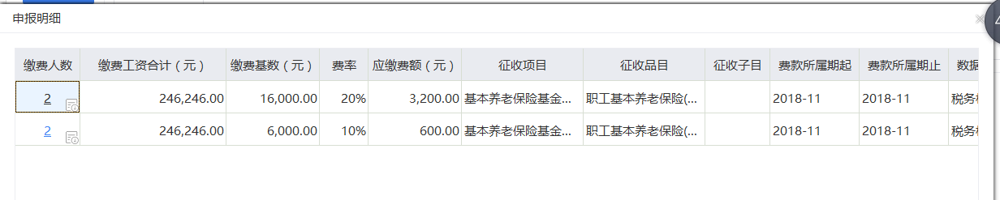 申报明细
缴费人数 缴费工资合计（元） 缴费基数（元） 费率 应缴费额（元） 征收项目 征收品目 征收子目 费款所属期起 费款所属期止 数据
2 246,246.00 16,000.00 20% 3,200.00 基本养老保险基金... 职工基本养老保险(... 2018-11 2018-11 税务
2 246,246.00 6,000.00 10% 600.00 基本养老保险基金... 职工基本养老保险(... 2018-11 2018-11 税务